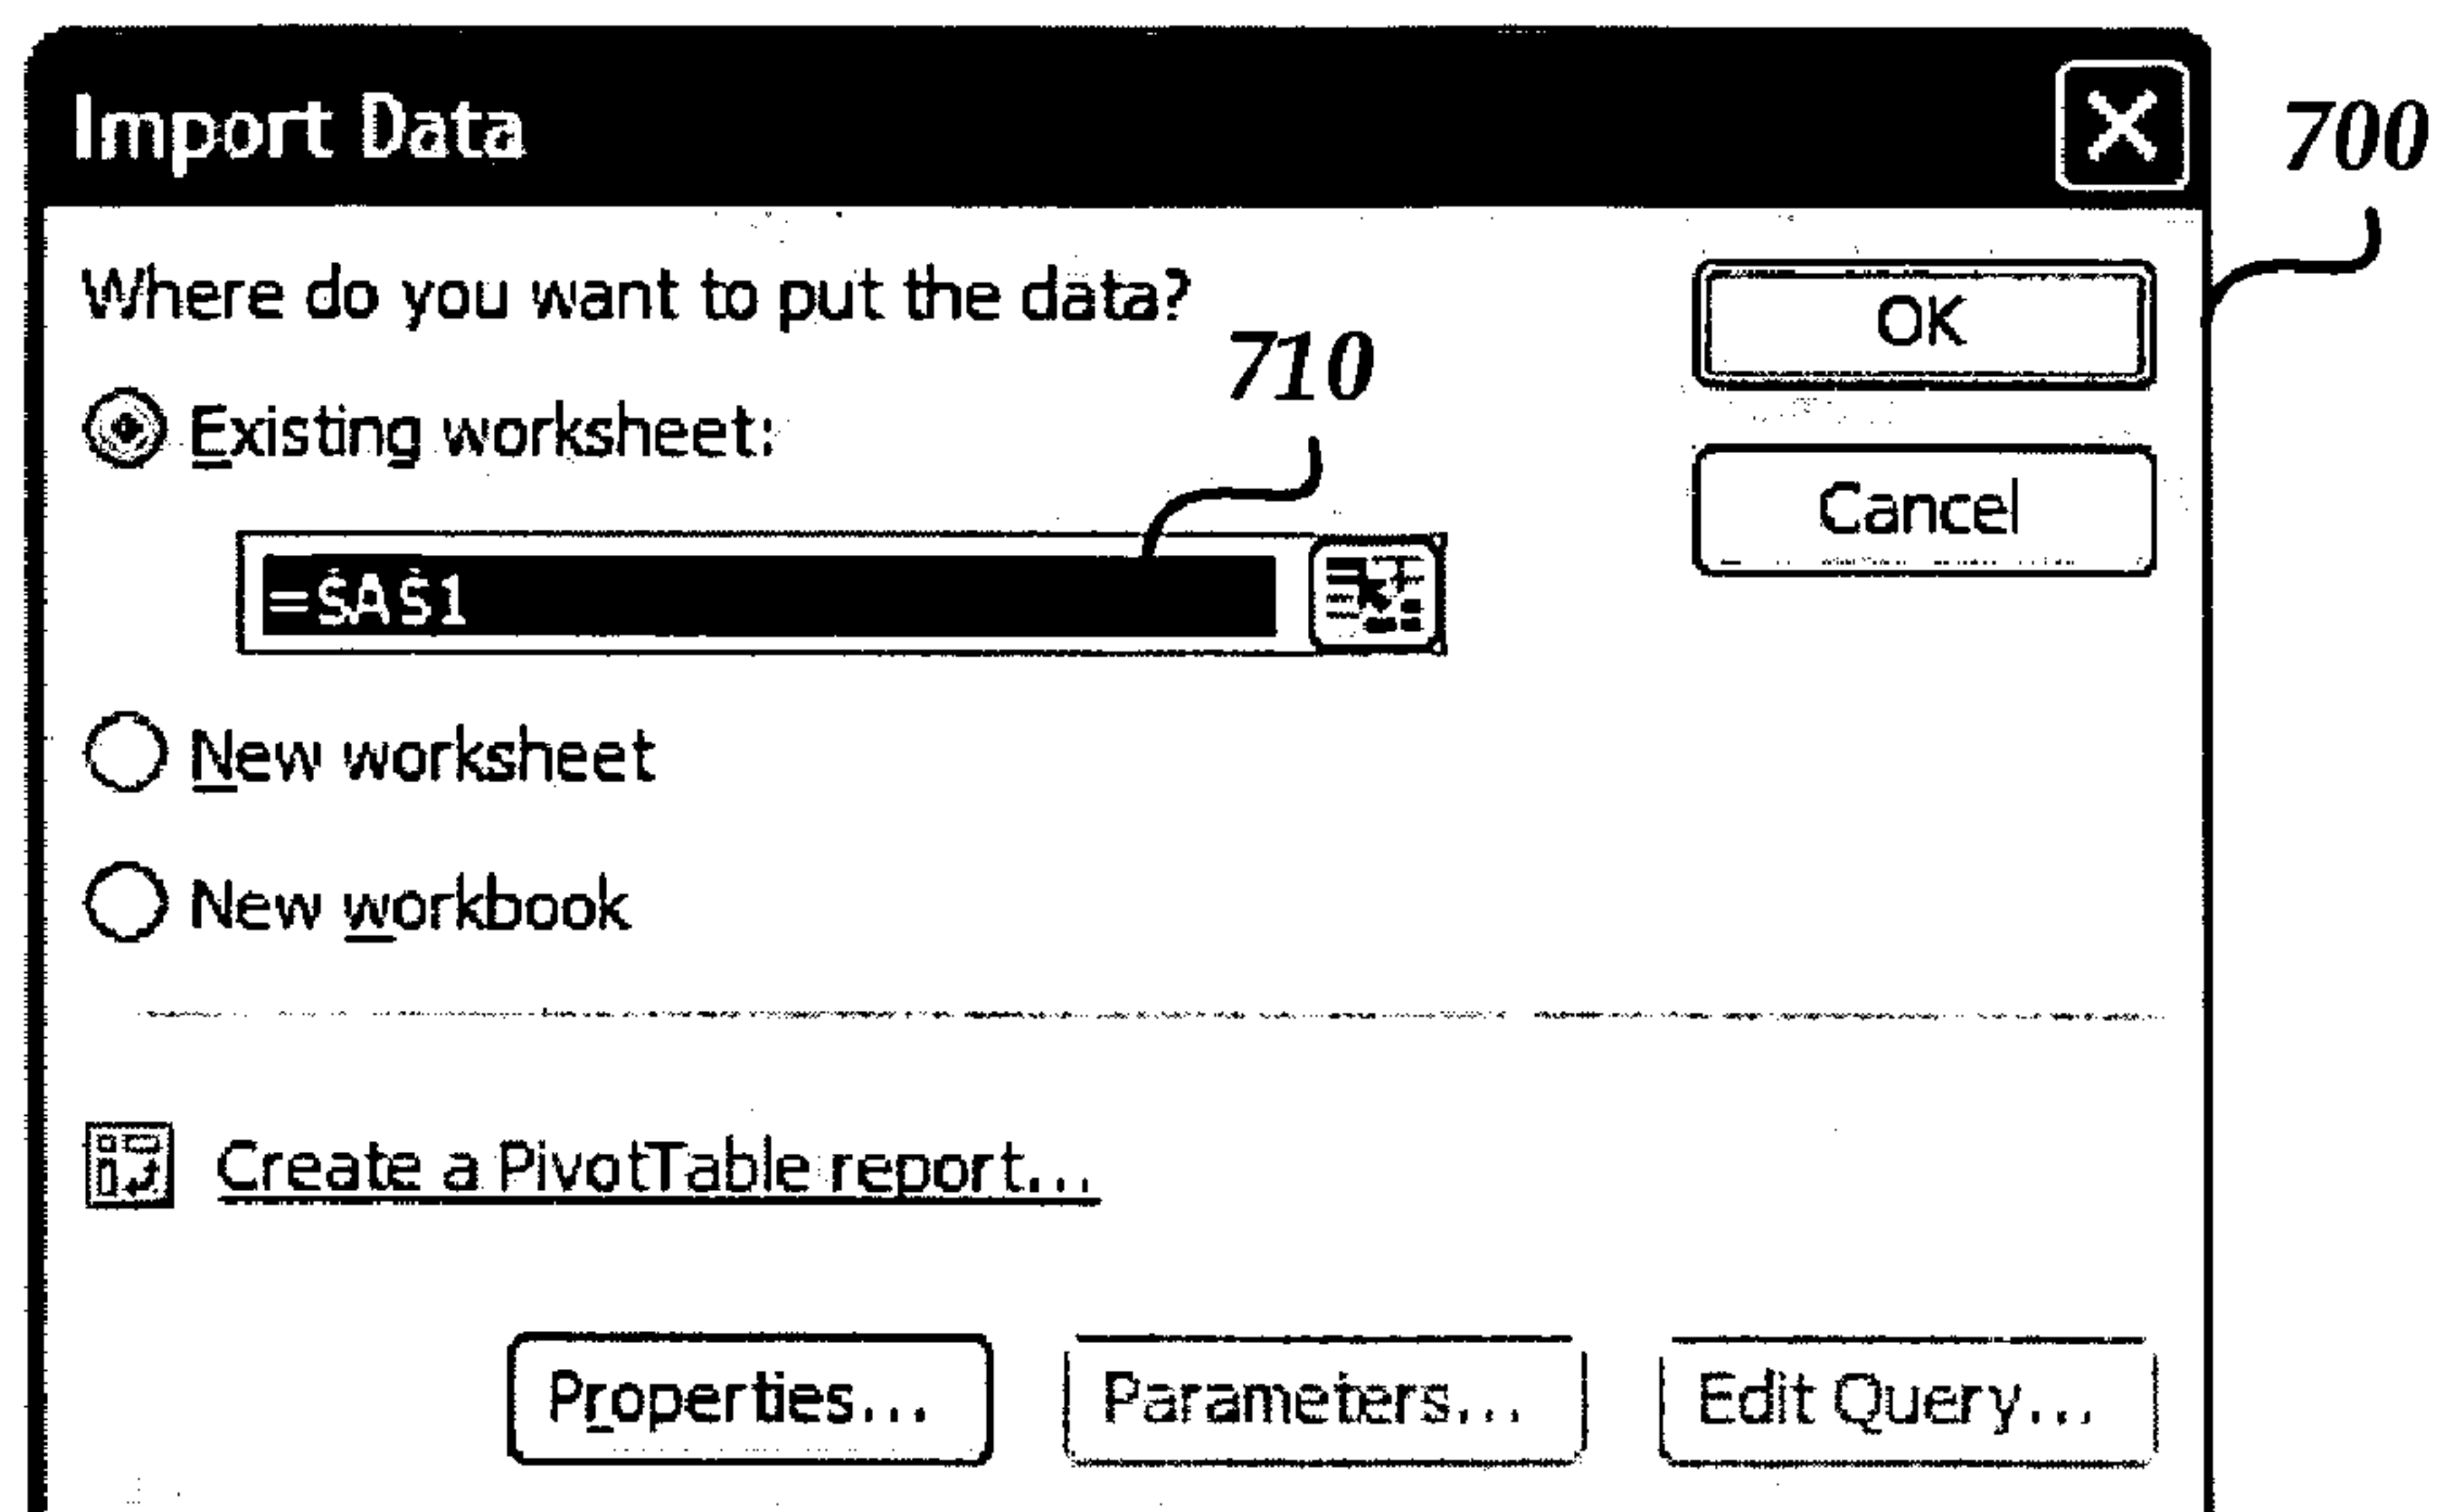 Import Data
700
Where do you want to put the data?
OK
710
Existing worksheet:
Cancel
=$A$1
New worksheet
New workbook
Create a PivotTable report...
Properties... Parameters... Edit Query...